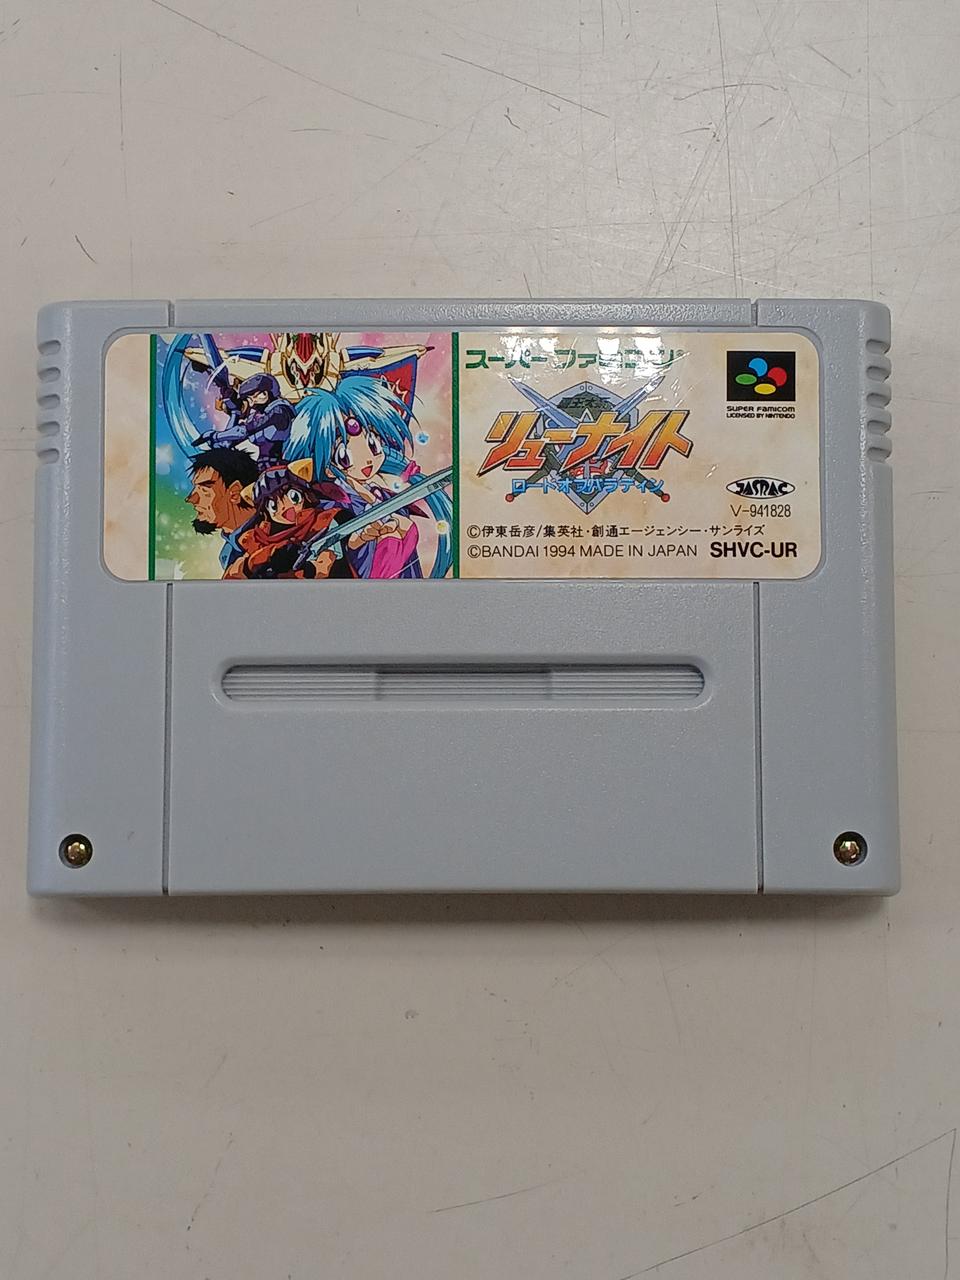 スーパーファミコン
SUPER FAMICOM
LICENSED BY NINTENDO
リューナイト
ロードオブパラディン
JASRAC
V-941828
©伊東岳彦/集英社・創通エージェンシー・サンライズ
©BANDAI 1994 MADE IN JAPAN SHVC-UR